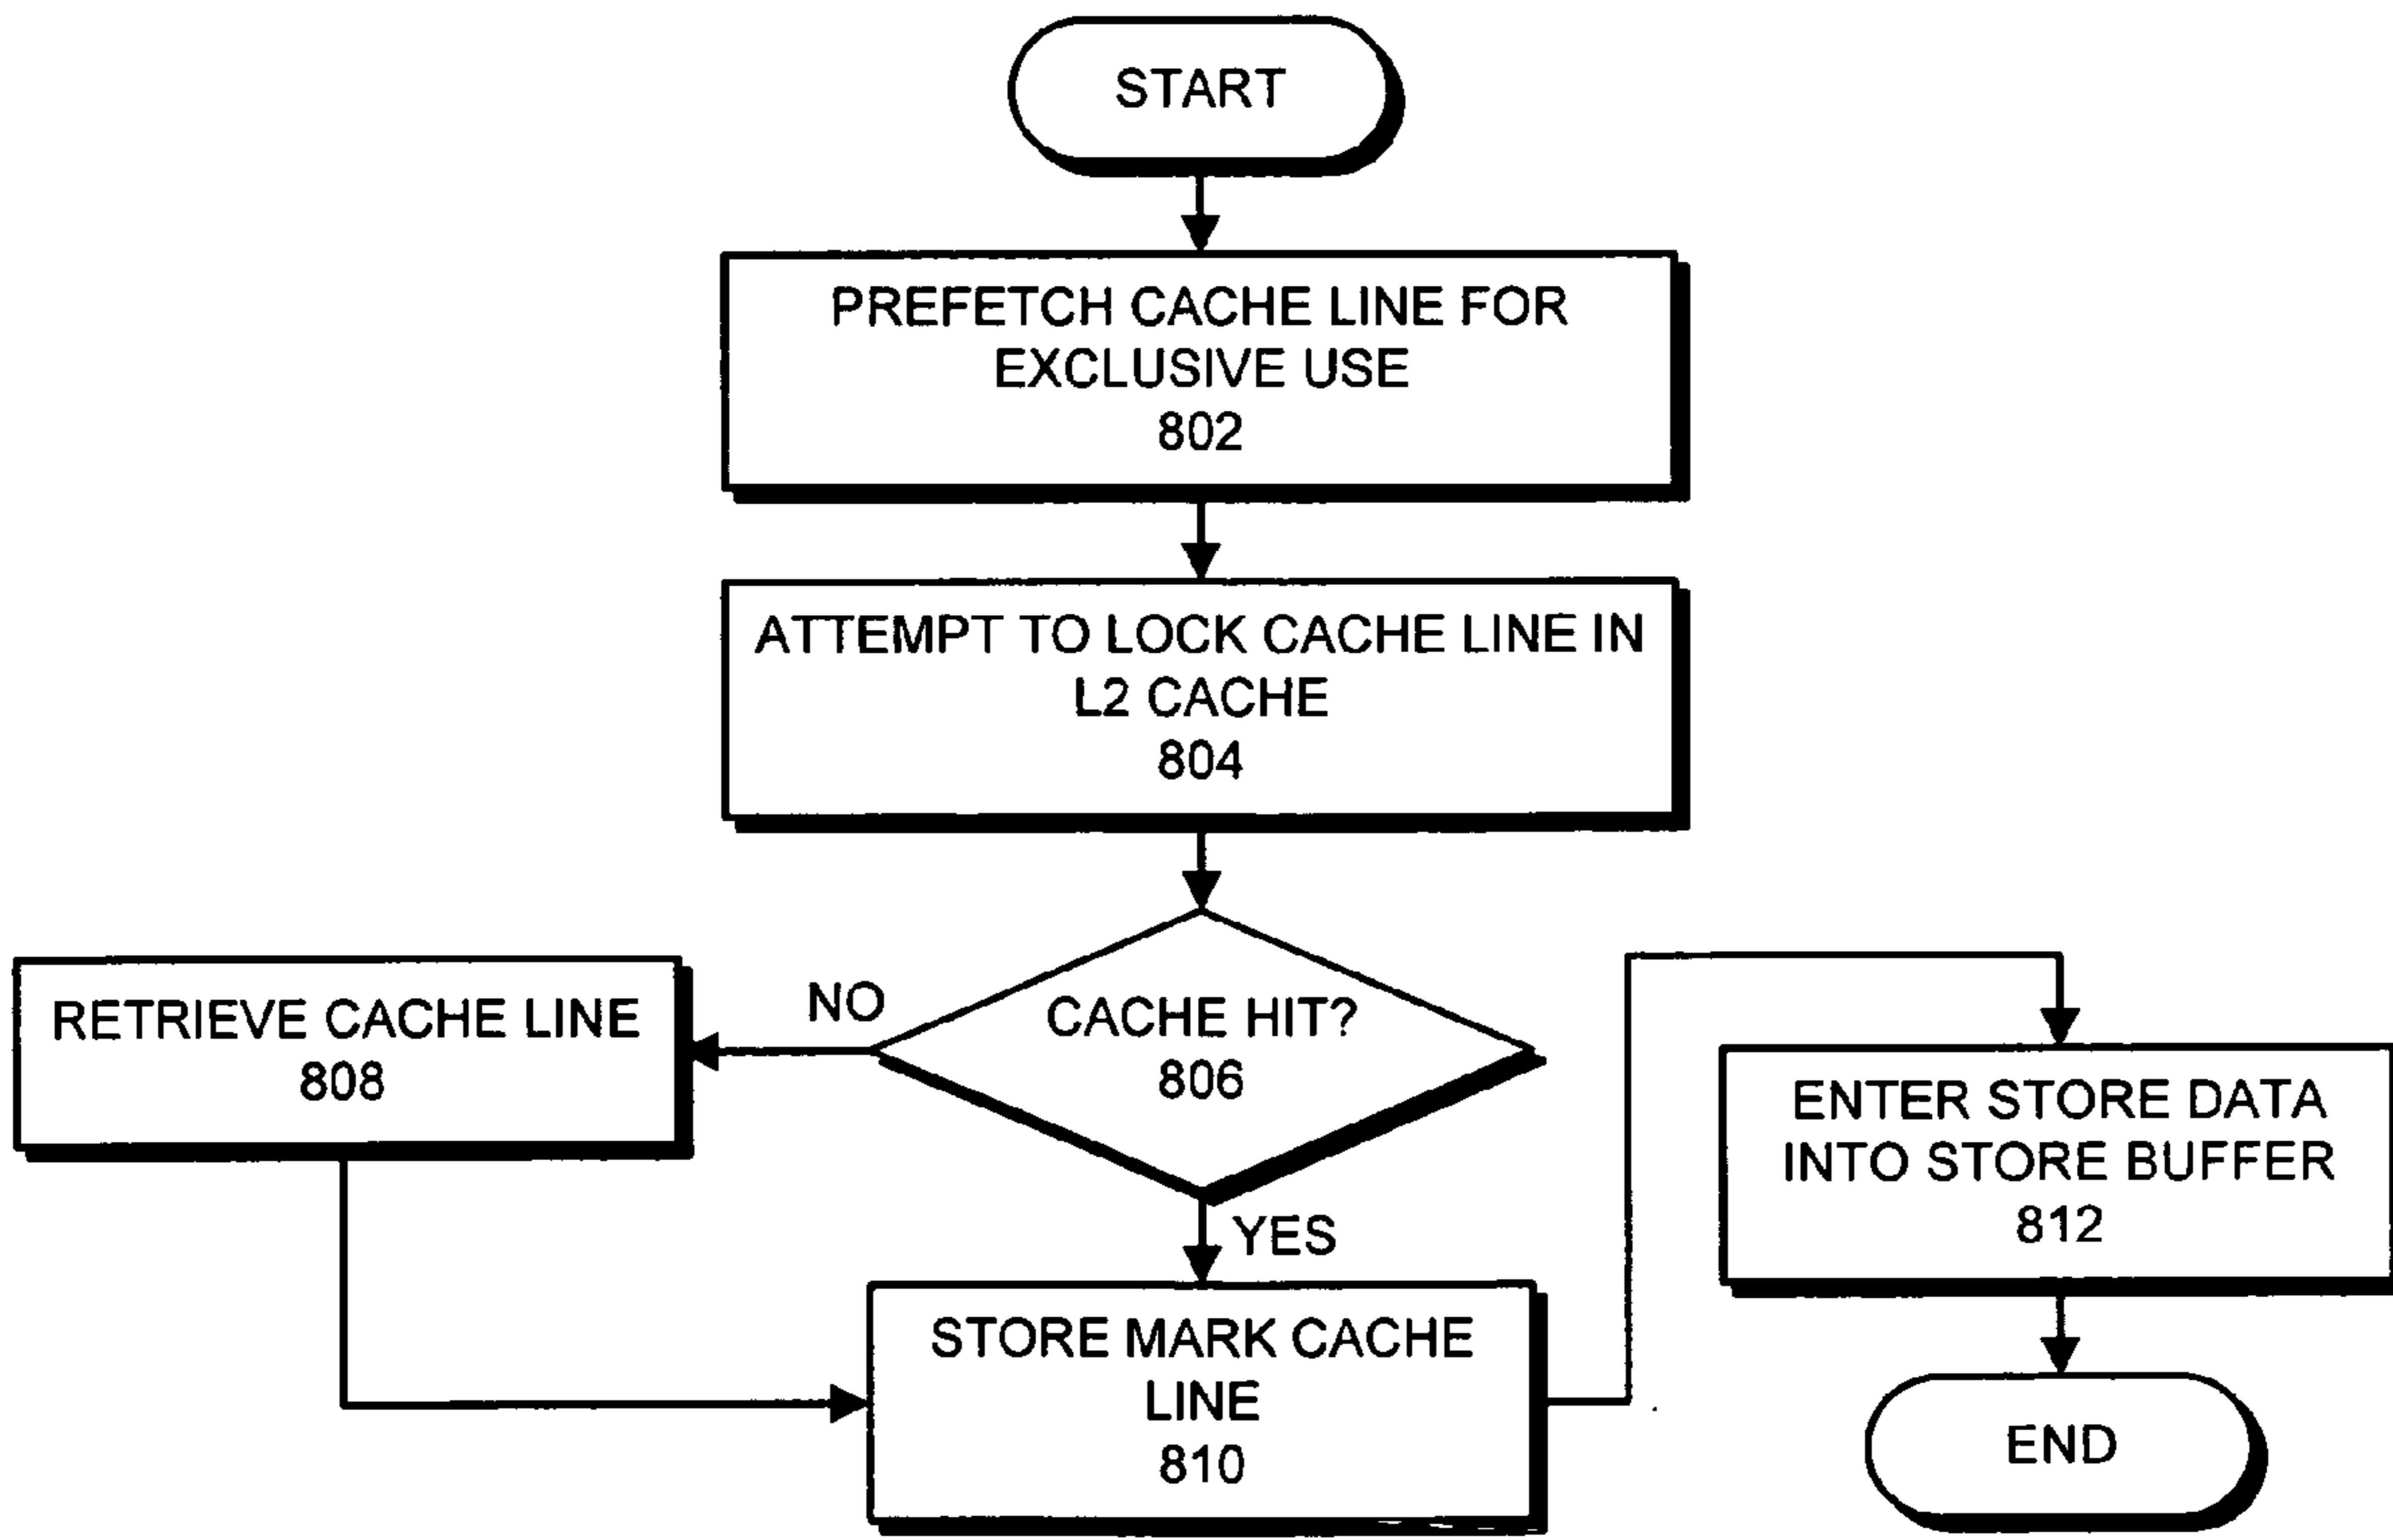 START
PREFETCH CACHE LINE FOR
EXCLUSIVE USE
802
ATTEMPT TO LOCK CACHE LINE IN
L2 CACHE
804
CACHE HIT?
806
NO
RETRIEVE CACHE LINE
808
YES
STORE MARK CACHE
LINE
810
ENTER STORE DATA
INTO STORE BUFFER
812
END